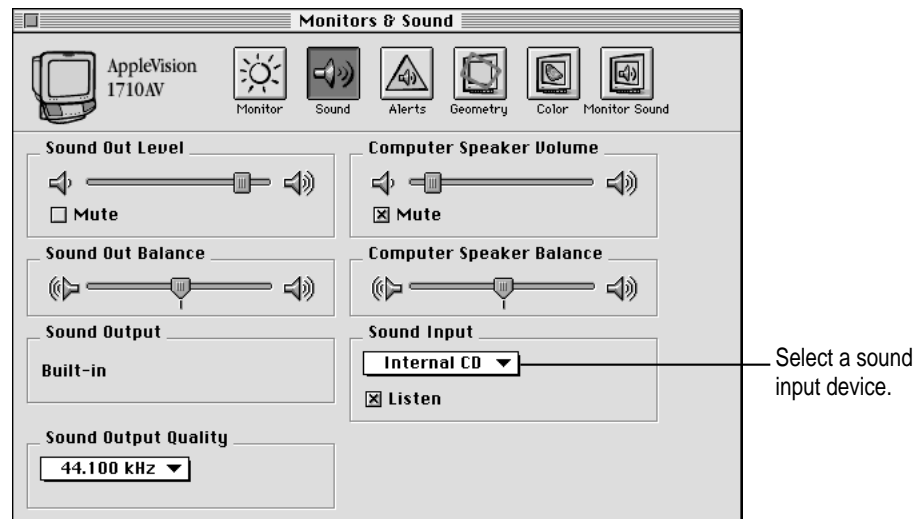 Monitors & Sound
AppleVision
1710AV
Monitor
Sound
Alerts
Geometry
Color
Monitor Sound
Sound Out Level
Mute
Computer Speaker Volume
Mute
Sound Out Balance
Computer Speaker Balance
Sound Output
Built-in
Sound Input
Internal CD
Listen
Select a sound
input device.
Sound Output Quality
44.100 kHz